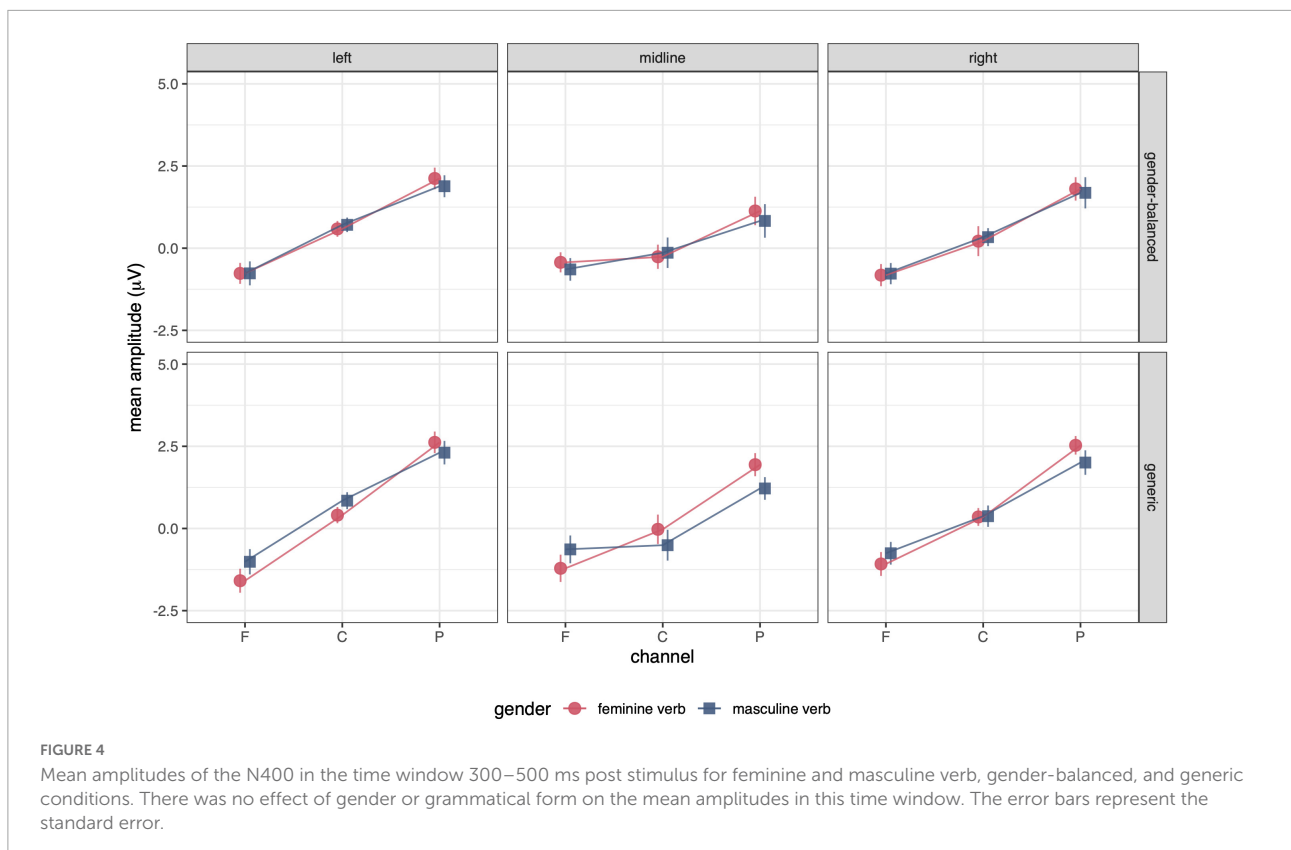 left midline right
5.0
2.5
0.0
-2.5
gender-balanced
mean amplitude (μV)
5.0
2.5
0.0
-2.5
generic
F C P F C P F C P
channel
gender feminine verb masculine verb
FIGURE 4
Mean amplitudes of the N400 in the time window 300–500 ms post stimulus for feminine and masculine verb, gender-balanced, and generic
conditions. There was no effect of gender or grammatical form on the mean amplitudes in this time window. The error bars represent the
standard error.